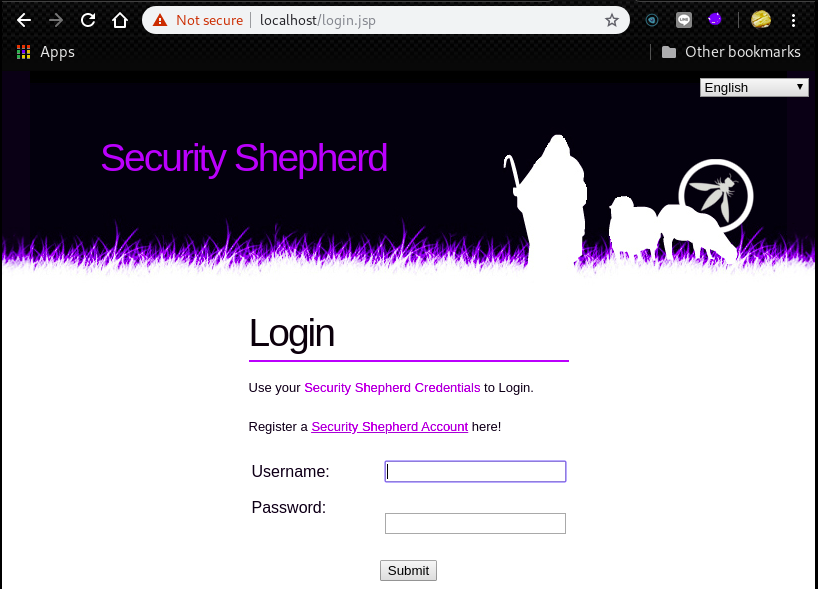 Not secure | localhost/login.jsp
Apps
Other bookmarks
English
Security Shepherd
Login
Use your Security Shepherd Credentials to Login.
Register a Security Shepherd Account here!
Username:
Password:
Submit